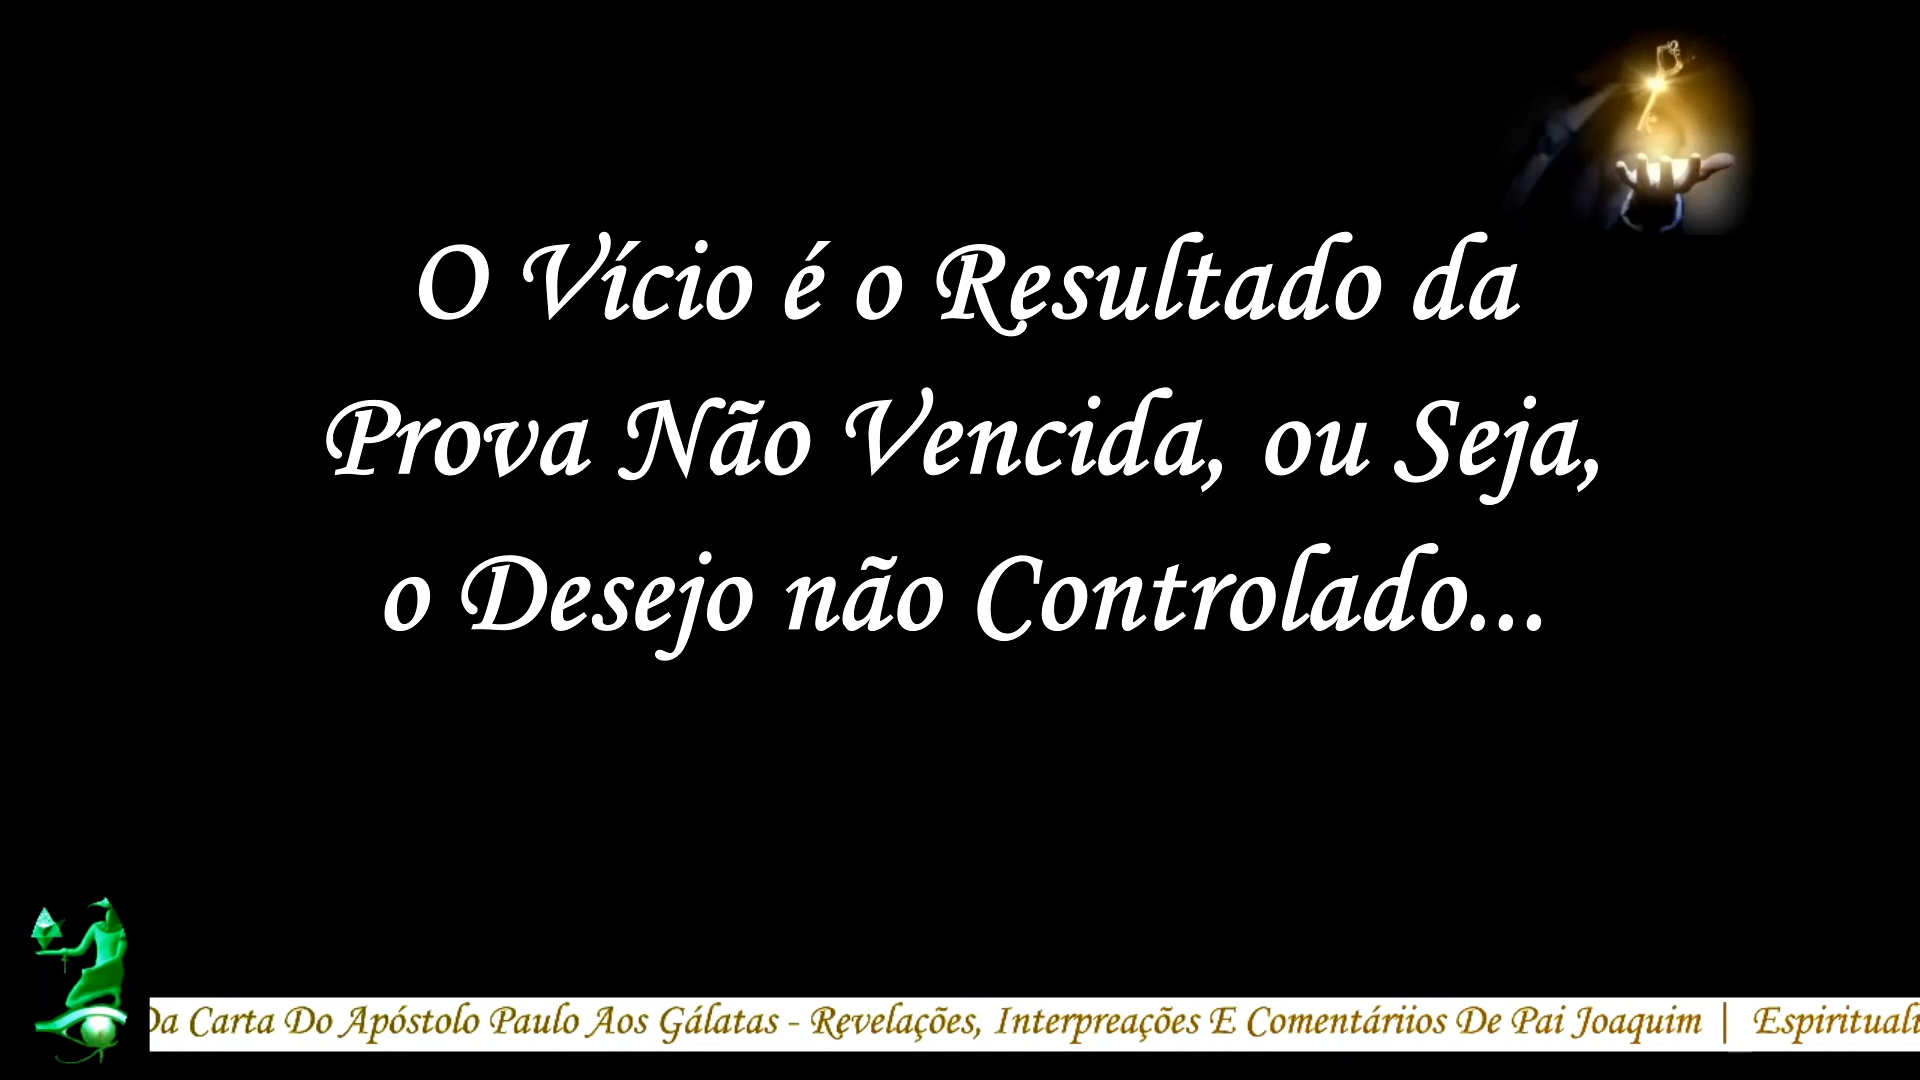 O Vício é o Resultado da
Prova Não Vencida, ou Seja,
o Desejo não Controlado...
Da Carta Do Apóstolo Paulo Aos Gálatas - Revelações, Interpreações E Comentáriios De Pai Joaquim |